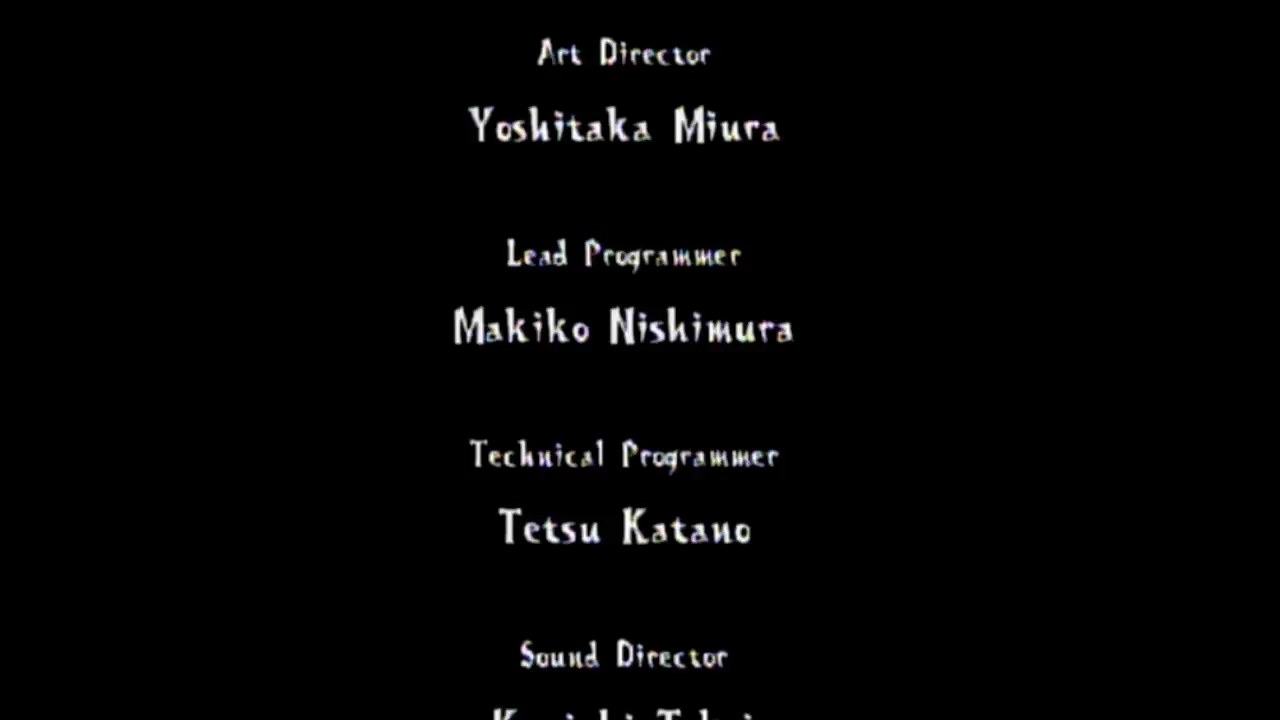 Art Director
Yoshitaka Miura
Lead Programmer
Makiko Nishimura
Technical Programmer
Tetsu Katano
Sound Director